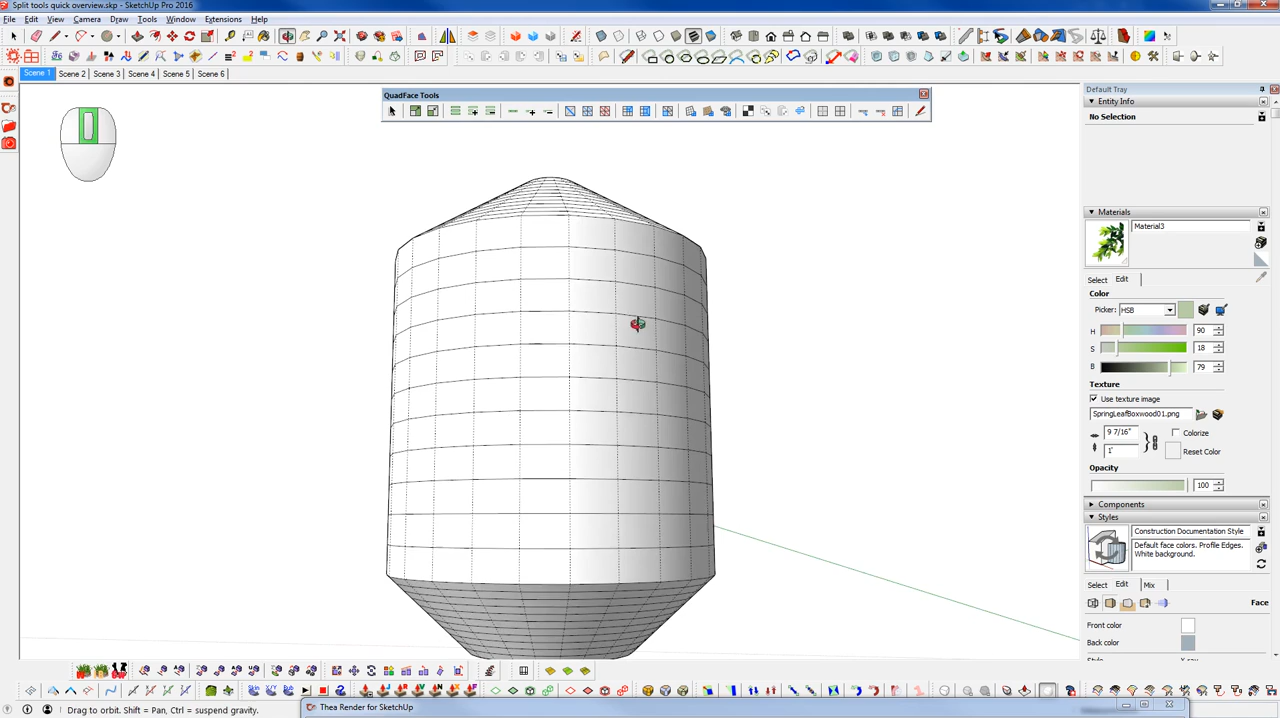 Split tools quick overview.skp - SketchUp Pro 2016
File Edit View Camera Draw Tools Window Extensions Help
Scene 1 Scene 2 Scene 3 Scene 4 Scene 5 Scene 6
QuadFace Tools
Default Tray
Entity Info
No Selection
Materials
Material3
Select Edit
Color
Picker: HSB
H 90
S 18
B 79
Texture
Use texture image
SpringLeafBoxwood01.png
9 7/16"
Colorize
1'
Reset Color
Opacity
100
Components
Styles
Construction Documentation Style
Default face colors. Profile Edges.
White background.
Select Edit Mix
Face
Front color
Back color
Style X-ray
Drag to orbit. Shift = Pan, Ctrl = suspend gravity.
Thea Render for SketchUp